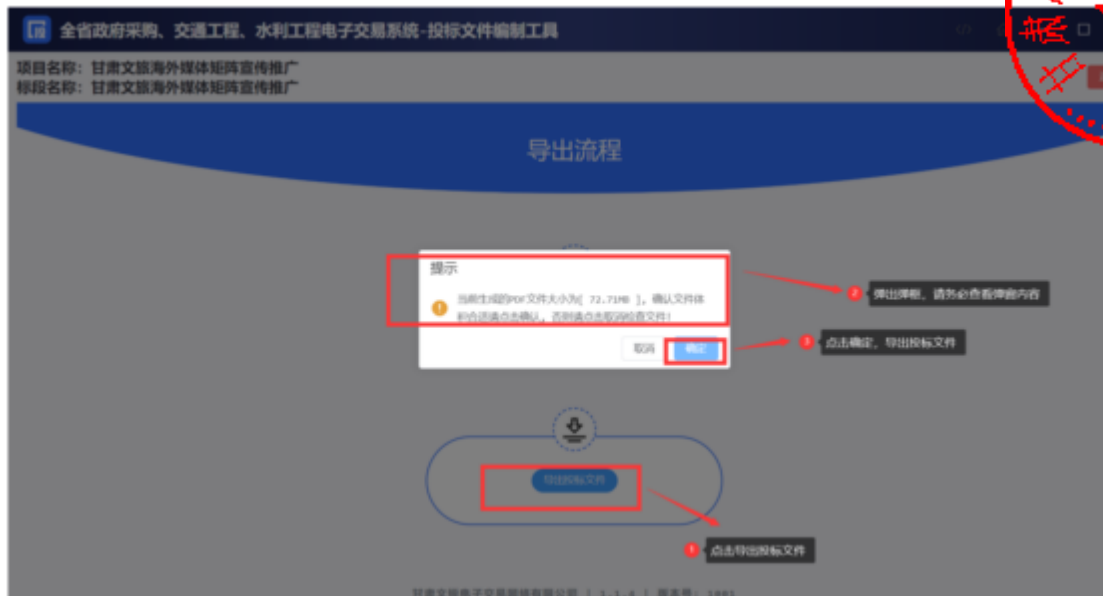 全省政府采购、交通工程、水利工程电子交易系统-投标文件编制工具
项目名称：甘肃文旅海外媒体矩阵宣传推广
标段名称：甘肃文旅海外媒体矩阵宣传推广
导出流程
提示
当前生成的PDF文件大小为[ 72.71MB ]，确认文件体
积合适请点击确认，否则请点击取消检查文件！
取消 确定
2 弹出弹框，请务必查看弹窗内容
3 点击确定，导出投标文件
导出投标文件
1 点击导出投标文件